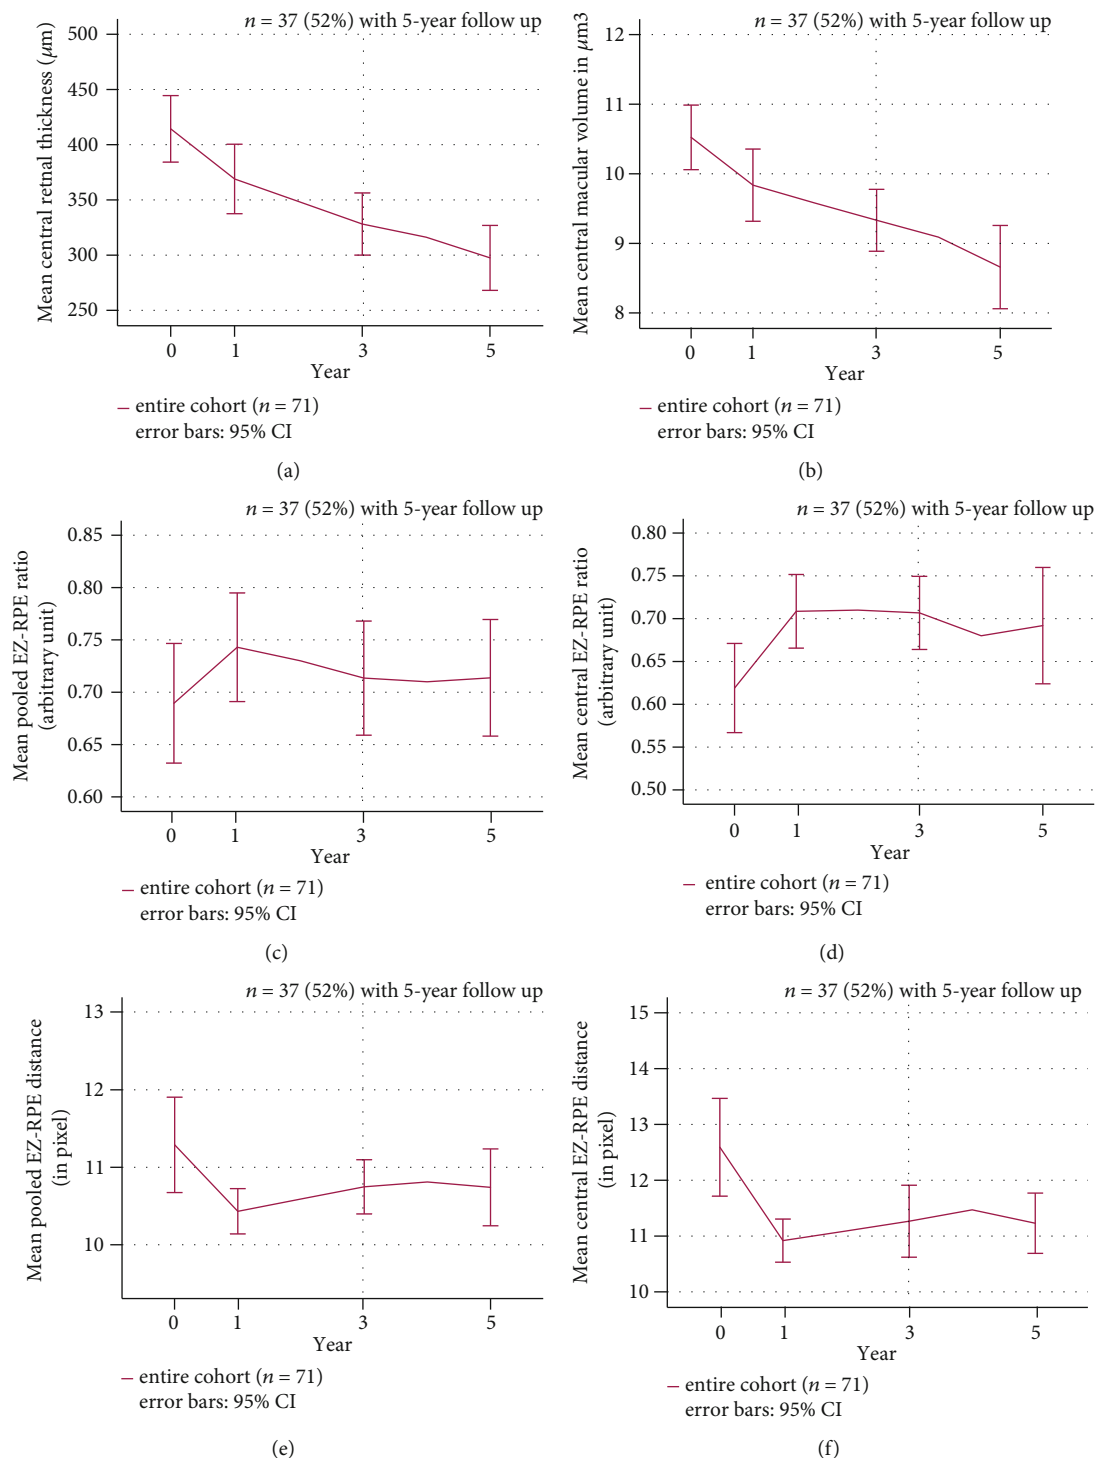 n = 37 (52%) with 5-year follow up
Mean central retnal thickness (μm)
500
450
400
350
300
250
0 1 3 5
Year
entire cohort (n = 71)
error bars: 95% CI
(a)
n = 37 (52%) with 5-year follow up
Mean central macular volume in μm3
12
11
10
9
8
0 1 3 5
Year
entire cohort (n = 71)
error bars: 95% CI
(b)
n = 37 (52%) with 5-year follow up
Mean pooled EZ-RPE ratio
(arbitrary unit)
0.85
0.80
0.75
0.70
0.65
0.60
0 1 3 5
Year
entire cohort (n = 71)
error bars: 95% CI
(c)
n = 37 (52%) with 5-year follow up
Mean central EZ-RPE ratio
(arbitrary unit)
0.80
0.75
0.70
0.65
0.60
0.55
0.50
0 1 3 5
Year
entire cohort (n = 71)
error bars: 95% CI
(d)
n = 37 (52%) with 5-year follow up
Mean pooled EZ-RPE distance
(in pixel)
13
12
11
10
0 1 3 5
Year
entire cohort (n = 71)
error bars: 95% CI
(e)
n = 37 (52%) with 5-year follow up
Mean central EZ-RPE distance
(in pixel)
15
14
13
12
11
10
0 1 3 5
Year
entire cohort (n = 71)
error bars: 95% CI
(f)